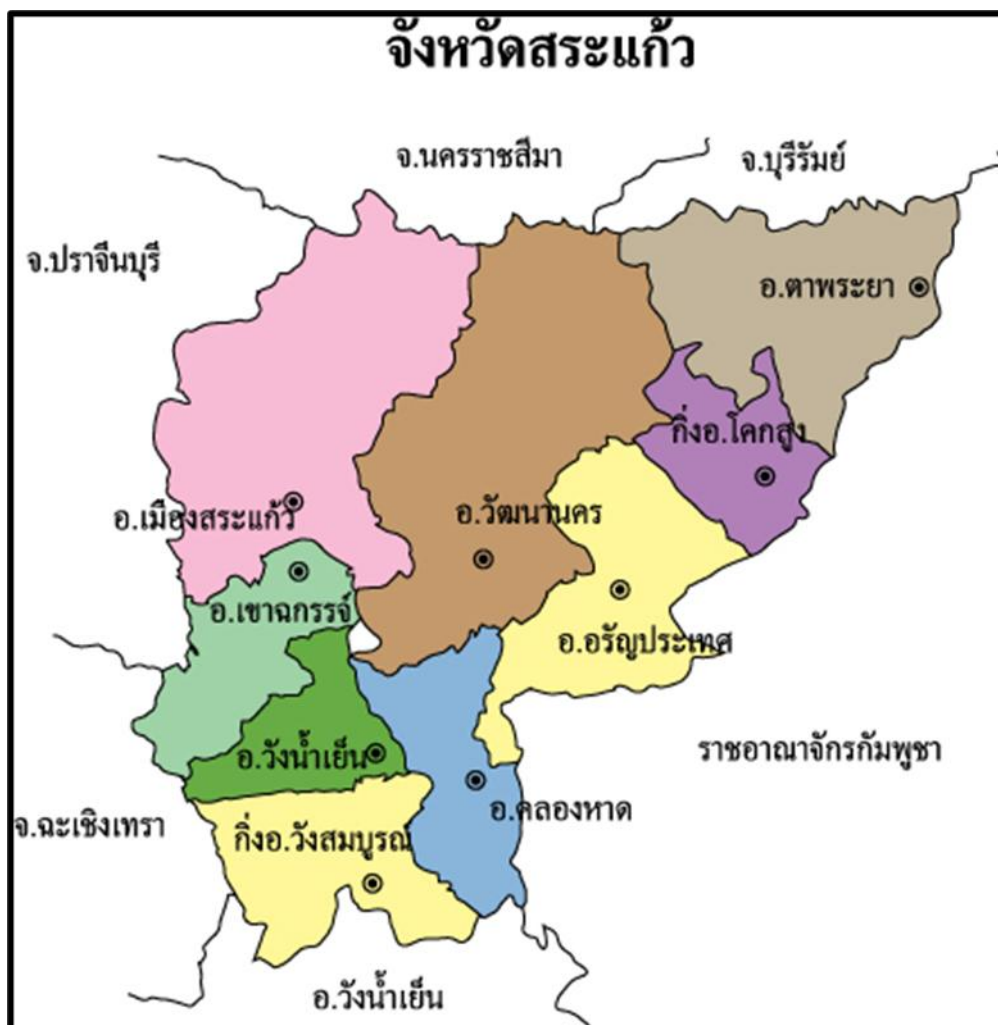 จังหวัดสระแก้ว
จ.นครราชสีมา
จ.บุรีรัมย์
จ.ปราจีนบุรี
อ.ตาพระยา
กิ่งอ.โคกสูง
อ.เมืองสระแก้ว
อ.วัฒนานคร
อ.เขาฉกรรจ์
อ.อรัญประเทศ
อ.วังน้ำเย็น
ราชอาณาจักรกัมพูชา
อ.คลองหาด
จ.ฉะเชิงเทรา
กิ่งอ.วังสมบูรณ์
อ.วังน้ำเย็น